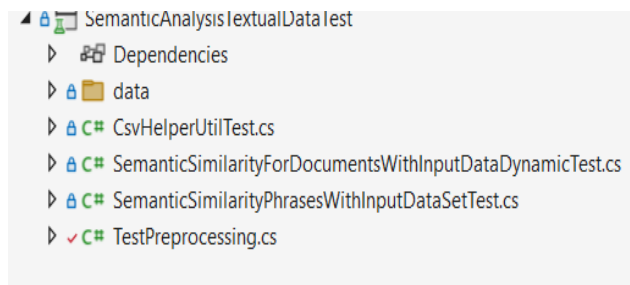 SemanticAnalysisTextualDataTest
Dependencies
data
C# CsvHelperUtilTest.cs
C# SemanticSimilarityForDocumentsWithInputDataDynamicTest.cs
C# SemanticSimilarityPhrasesWithInputDataSetTest.cs
C# TestPreprocessing.cs